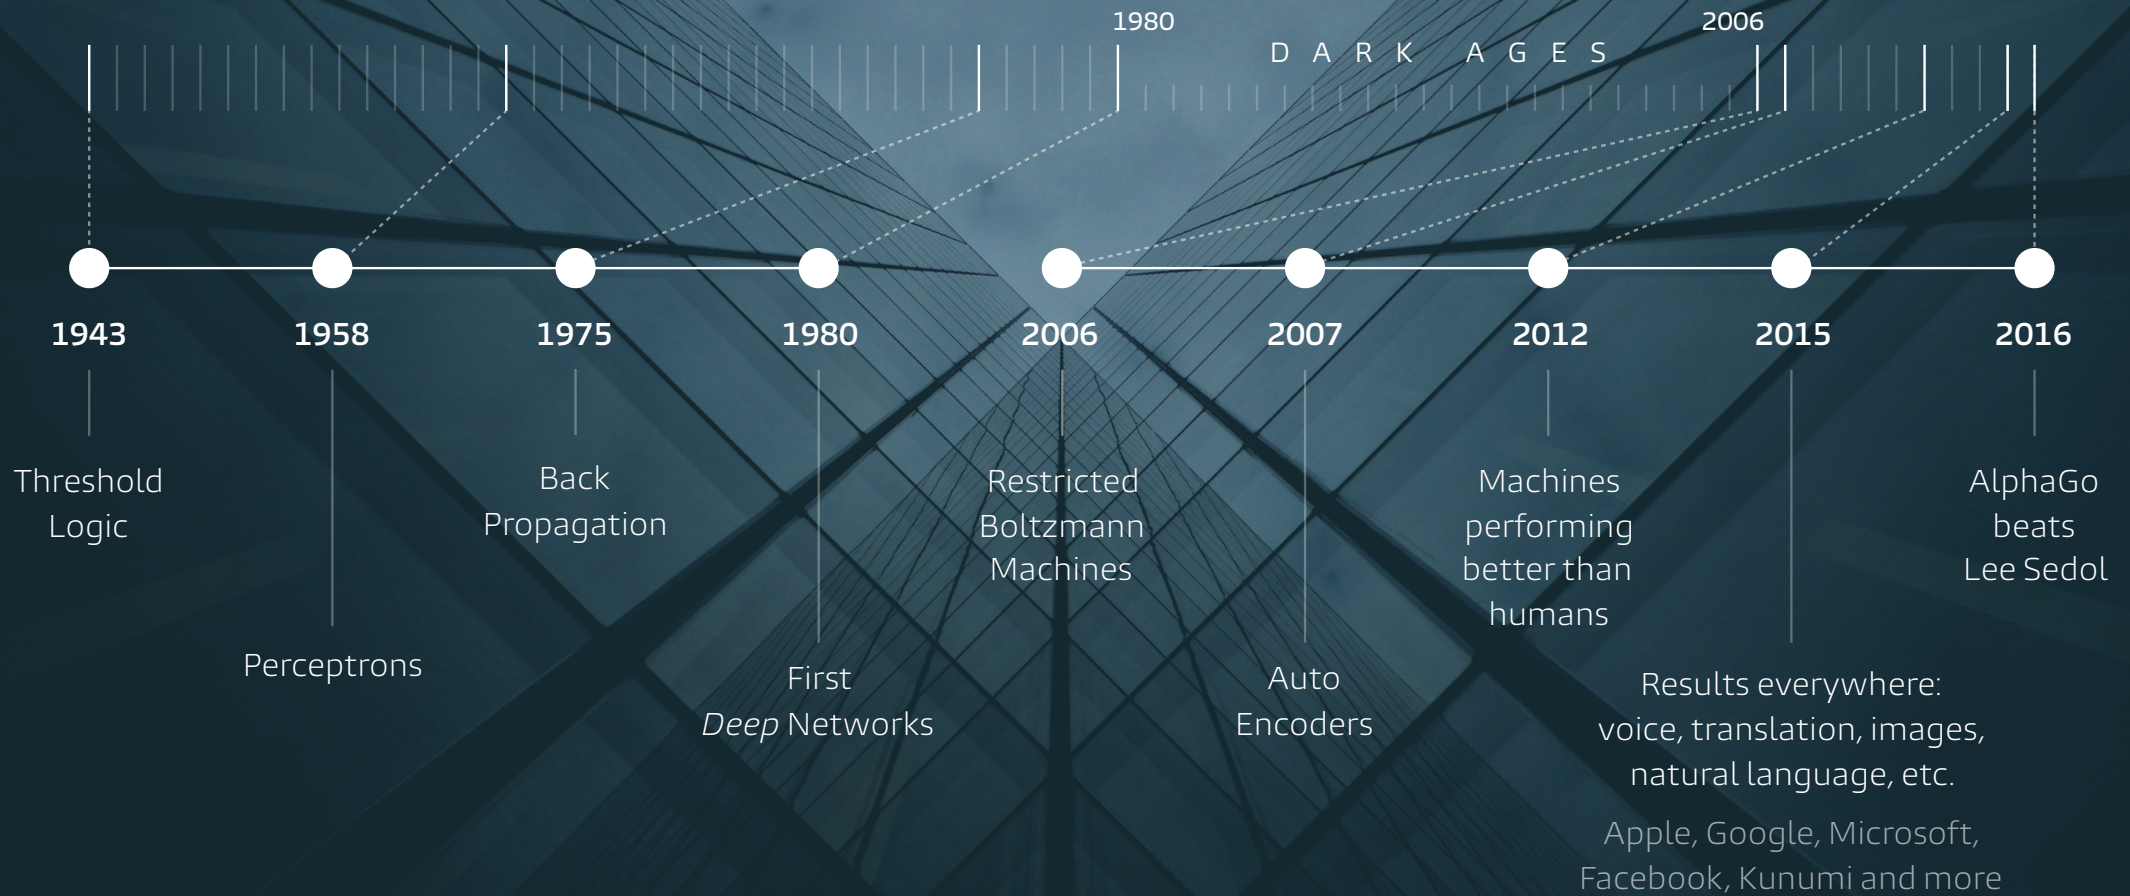 1980
2006
DARK AGES
1943
1958
1975
1980
2006
2007
2012
2015
2016
Threshold
Logic
Perceptrons
Back
Propagation
First
Deep Networks
Restricted
Boltzmann
Machines
Auto
Encoders
Machines
performing
better than
humans
Results everywhere:
voice, translation, images,
natural language, etc.
Apple, Google, Microsoft,
Facebook, Kunumi and more
AlphaGo
beats
Lee Sedol